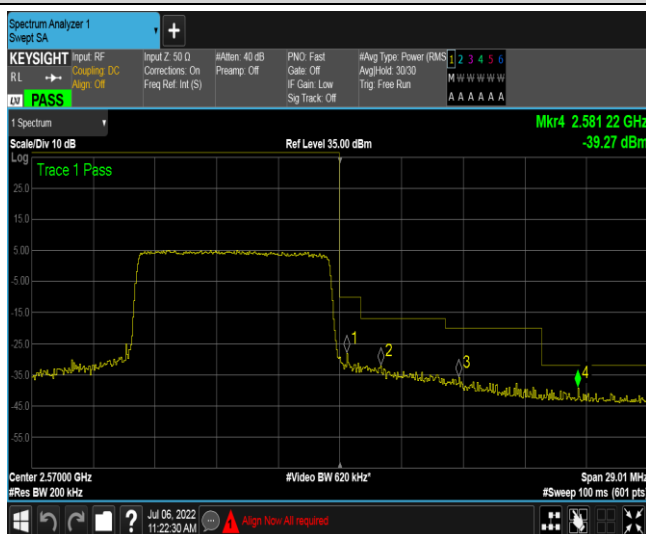 Spectrum Analyzer 1
Swept SA
KEYSIGHT
RL
LXI PASS
Input: RF
Coupling: DC
Align: Off
Input Z: 50 Ω
Corrections: On
Freq Ref: Int (S)
#Atten: 40 dB
Preamp: Off
PNO: Fast
Gate: Off
IF Gain: Low
Sig Track: Off
#Avg Type: Power (RMS
Avg|Hold: 30/30
Trig: Free Run
1 2 3 4 5 6
M W W W W W
A A A A A A
1 Spectrum
Scale/Div 10 dB
Ref Level 35.00 dBm
Mkr4 2.581 22 GHz
-39.27 dBm
Log
Trace 1 Pass
25.0
15.0
5.00
-5.00
-15.0
-25.0
-35.0
-45.0
-55.0
1
2
3
4
Center 2.57000 GHz
#Res BW 200 kHz
#Video BW 620 kHz*
Span 29.01 MHz
#Sweep 100 ms (601 pts)
?
Jul 06, 2022
11:22:30 AM
Align Now All required